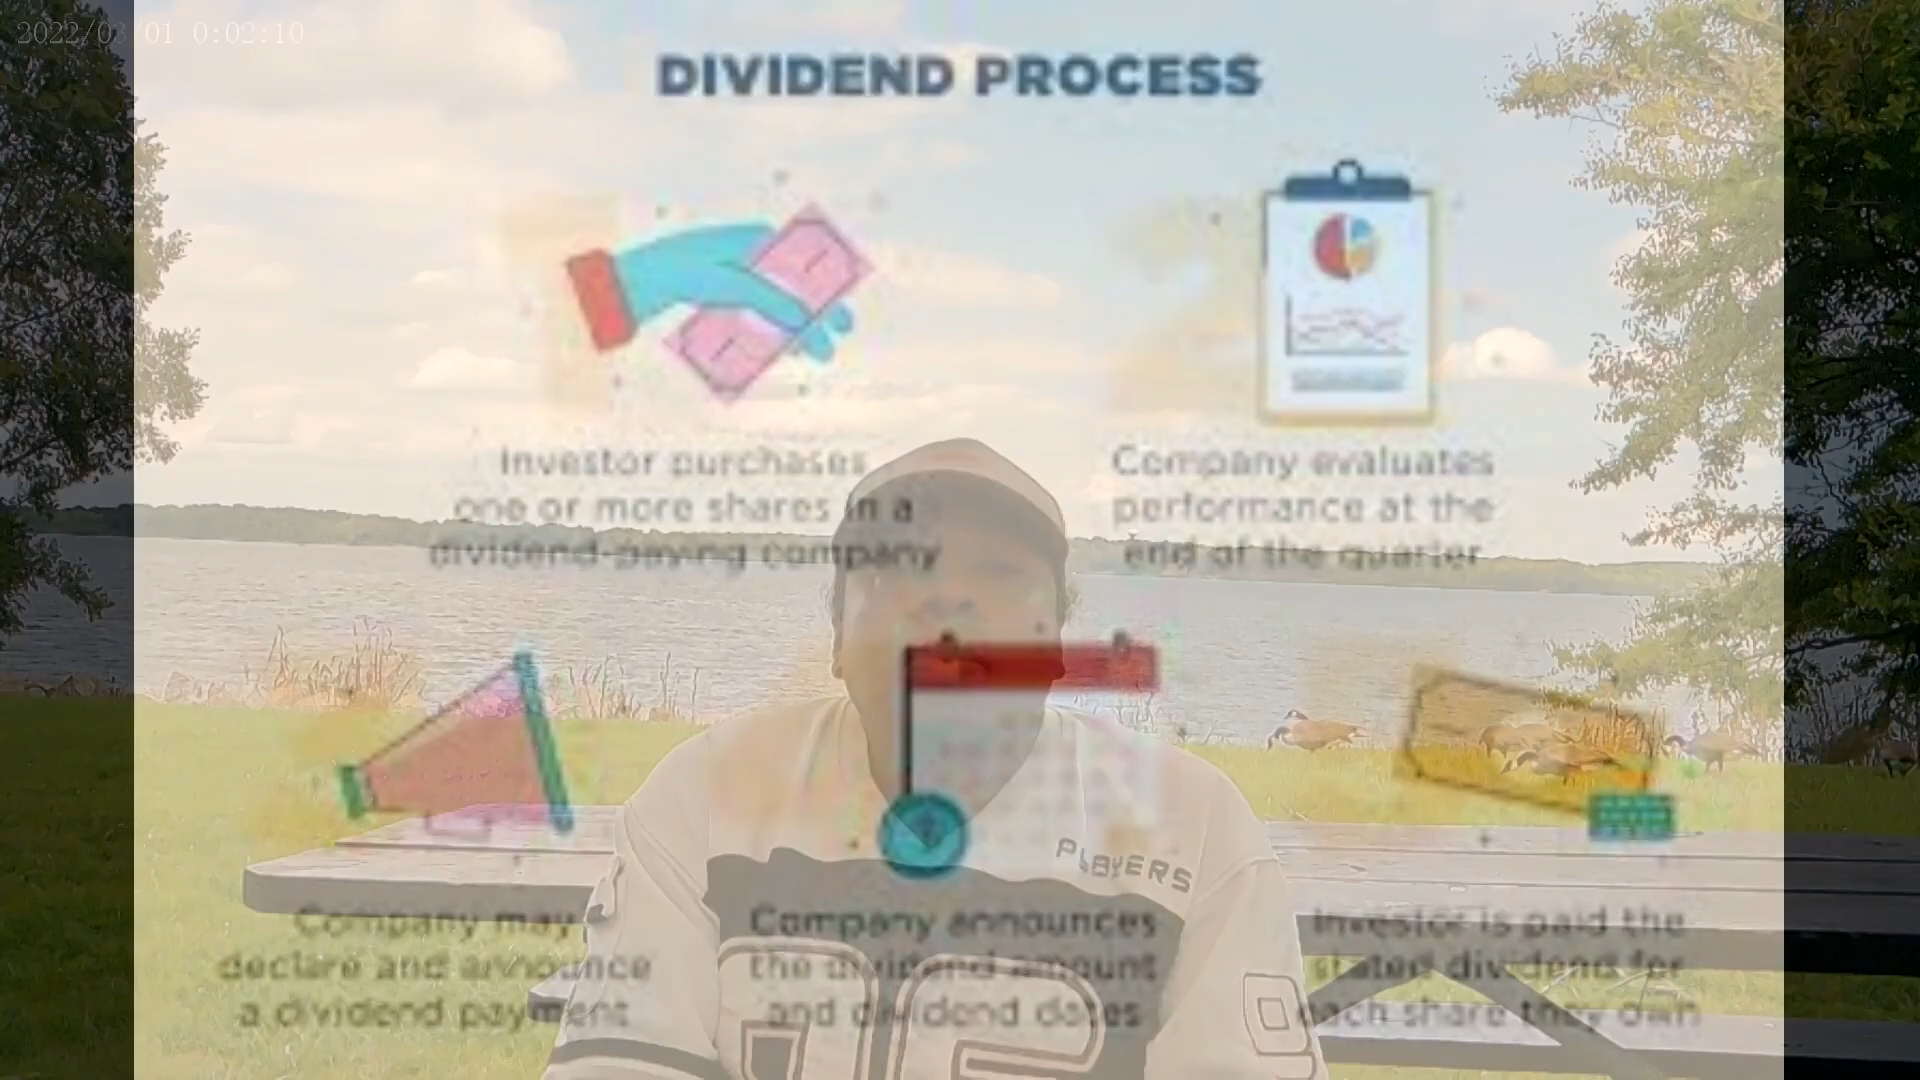 2022/03/01 0:02:10
DIVIDEND PROCESS
Investor purchases
one or more shares in a
dividend-paying company
Company evaluates
performance at the
end of the quarter
PLAYERS
Company may
declare and announce
a dividend payment
Company announces
the dividend amount
and dividend dates
Investor is paid the
stated dividend for
each share they own